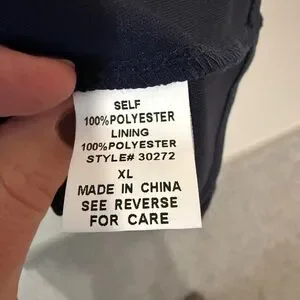 SELF
100%POLYESTER
LINING
100%POLYESTER
STYLE# 30272
XL
MADE IN CHINA
SEE REVERSE
FOR CARE